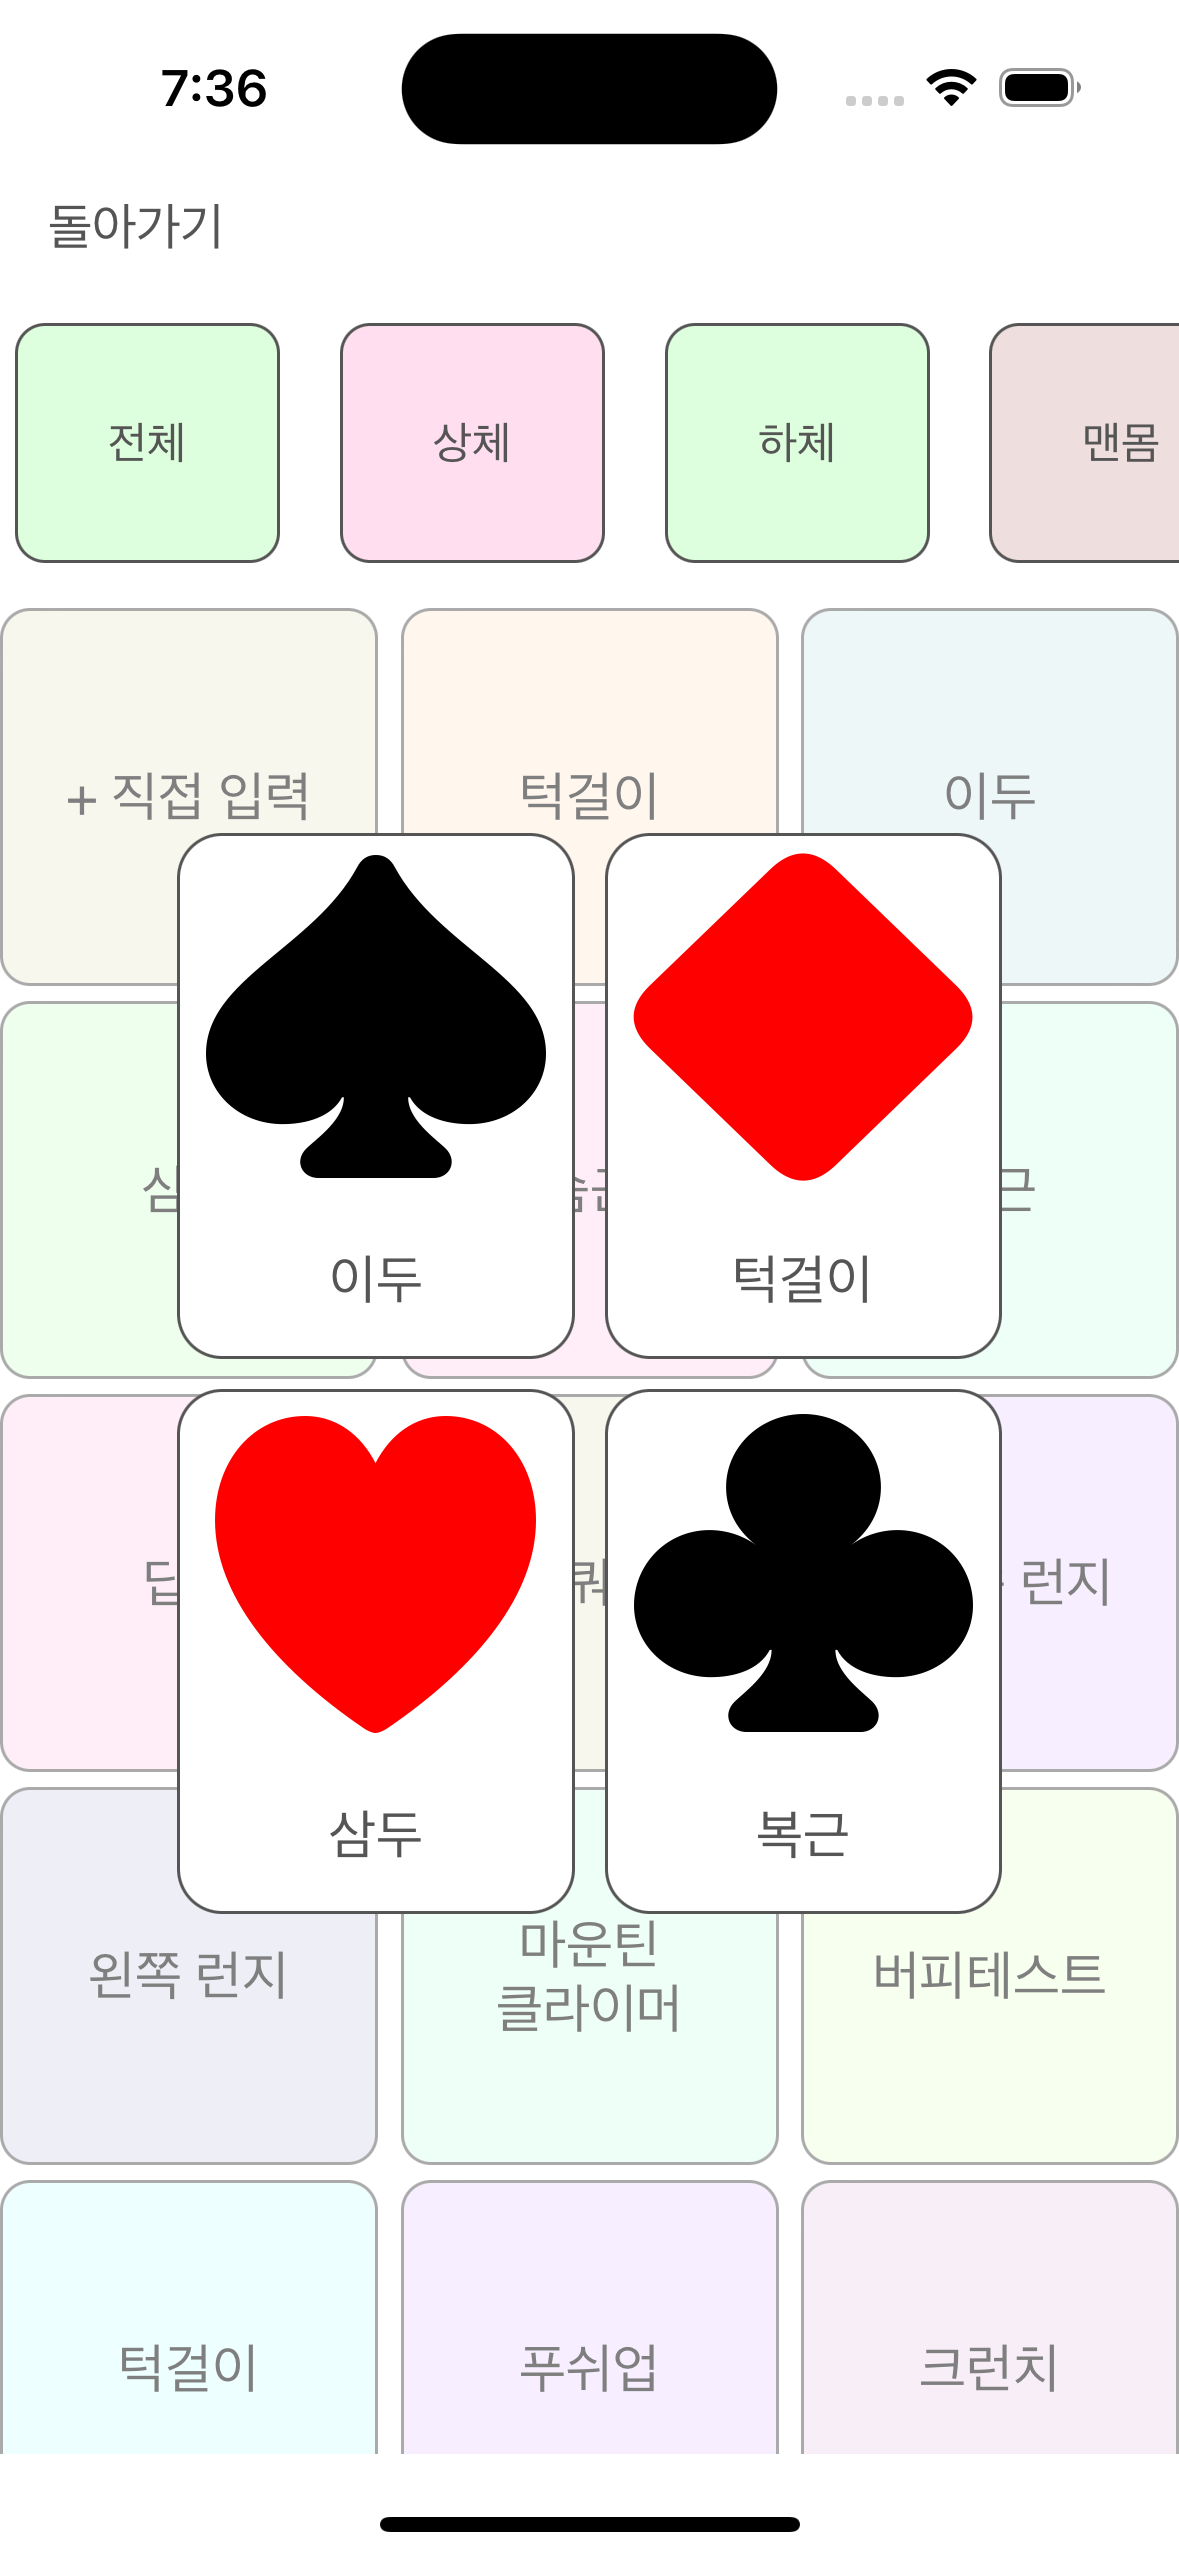 7:36
돌아가기
전체
상체
하체
맨몸
+ 직접 입력
턱걸이
이두
이두
턱걸이
런지
삼두
복근
왼쪽 런지
마운틴
클라이머
버피테스트
턱걸이
푸쉬업
크런치